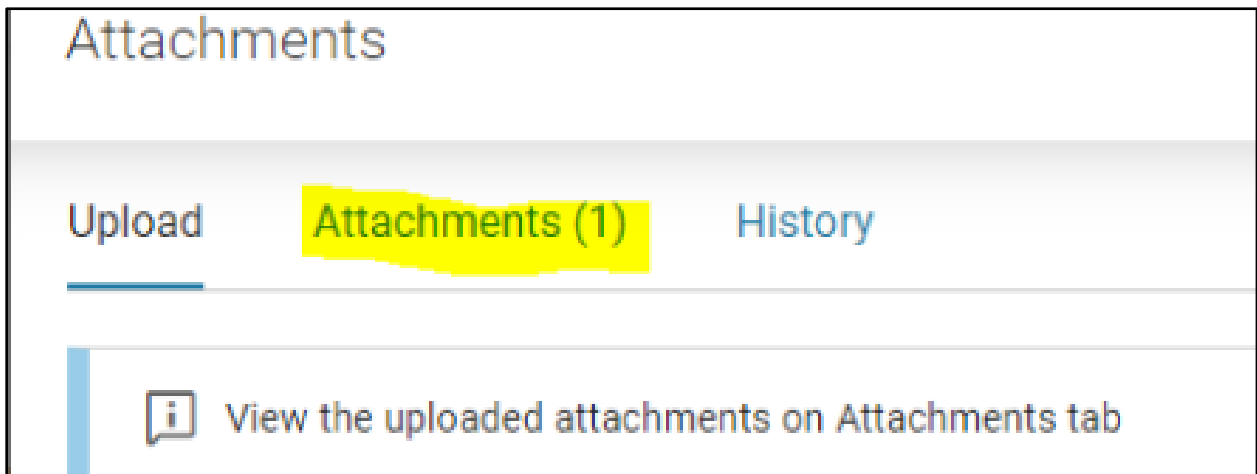 Attachments
Upload Attachments (1) History
View the uploaded attachments on Attachments tab